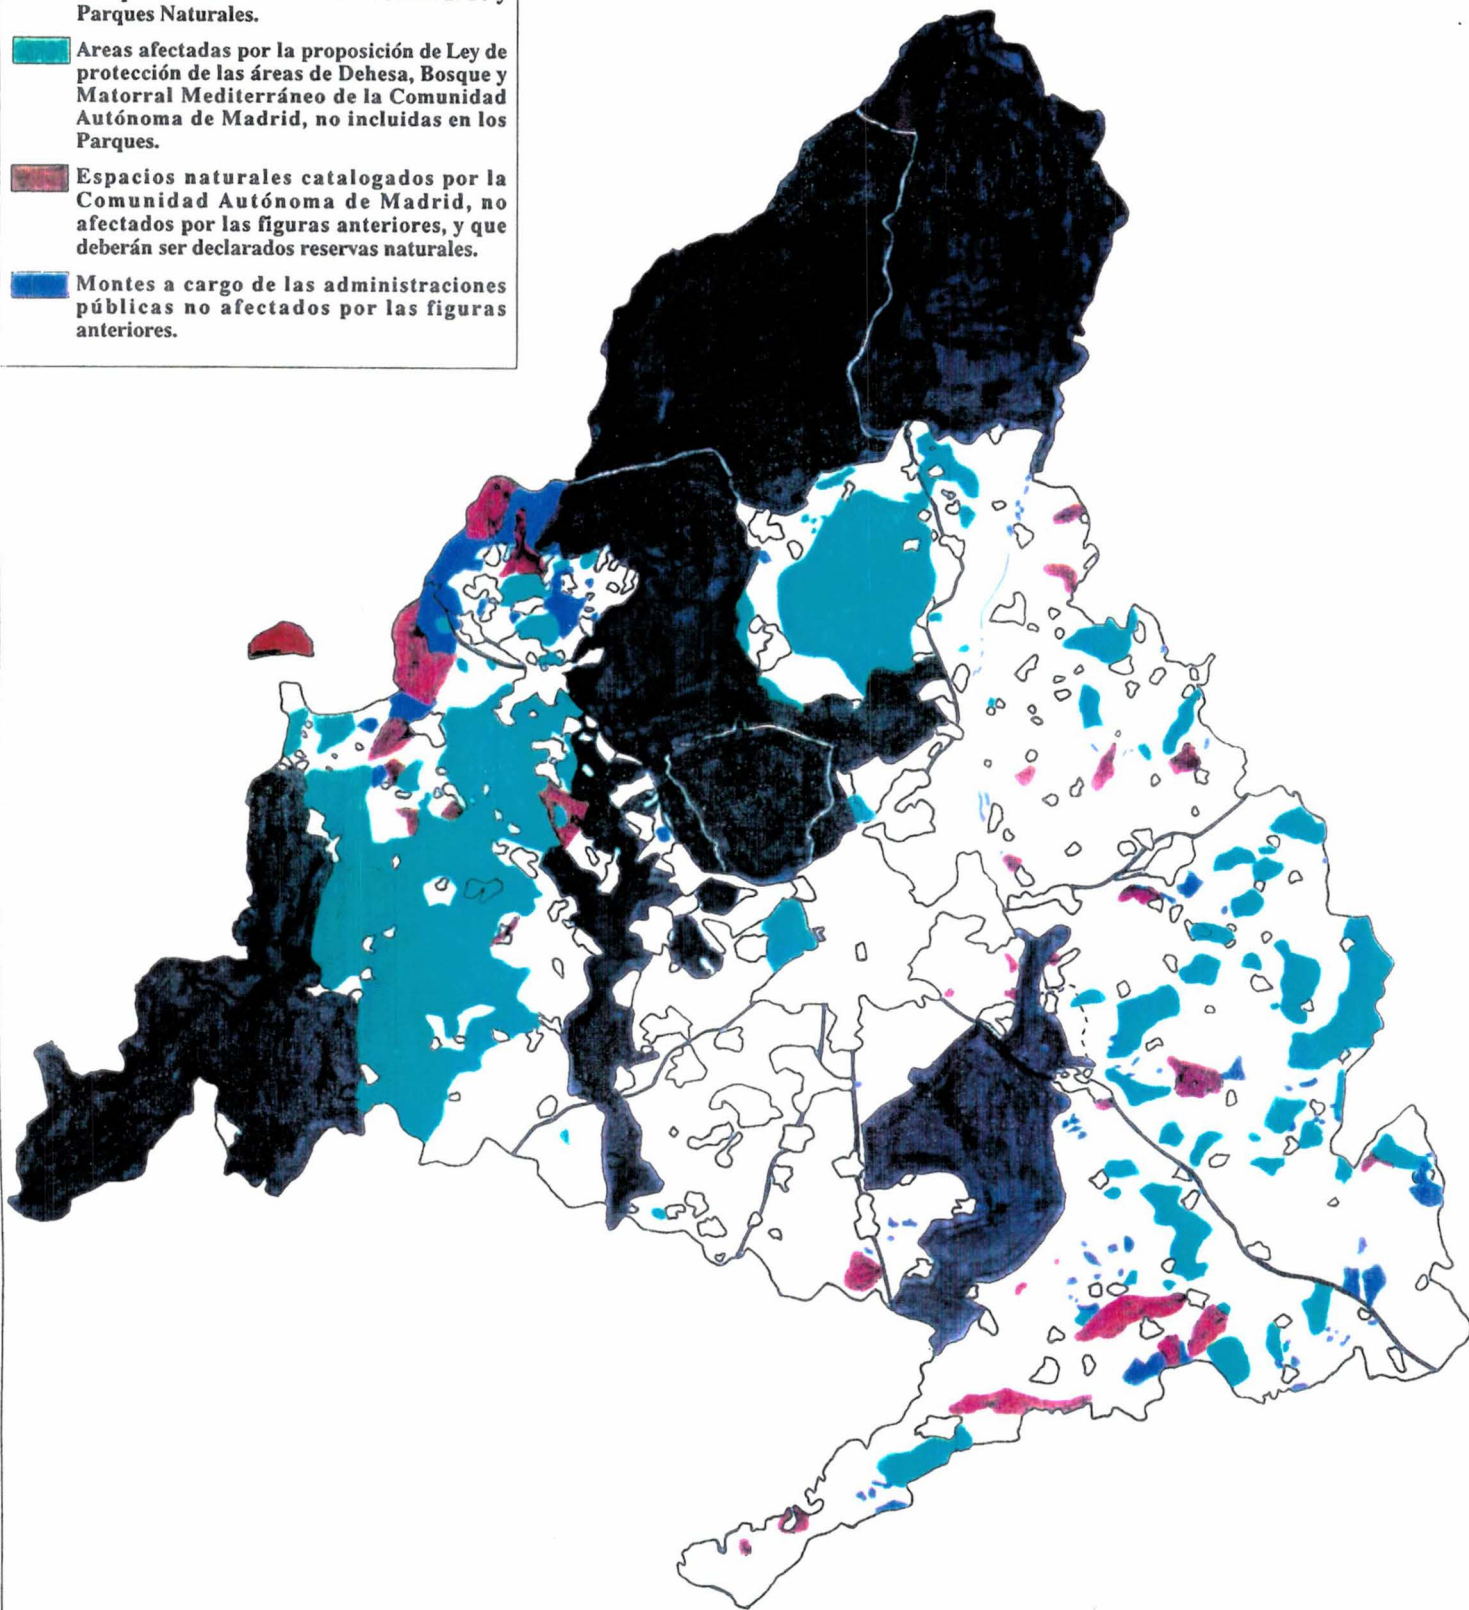 Parques Naturales.
Areas afectadas por la proposición de Ley de
protección de las áreas de Dehesa, Bosque y
Matorral Mediterráneo de la Comunidad
Autónoma de Madrid, no incluidas en los
Parques.
Espacios naturales catalogados por la
Comunidad Autónoma de Madrid, no
afectados por las figuras anteriores, y que
deberán ser declarados reservas naturales.
Montes a cargo de las administraciones
públicas no afectados por las figuras
anteriores.